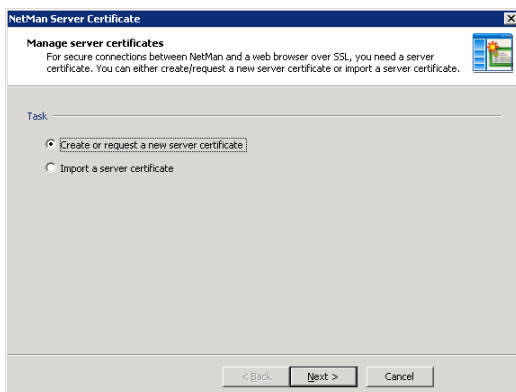 NetMan Server Certificate
Manage server certificates
For secure connections between NetMan and a web browser over SSL, you need a server
certificate. You can either create/request a new server certificate or import a server certificate.
Task
Create or request a new server certificate
Import a server certificate
< Back
Next >
Cancel